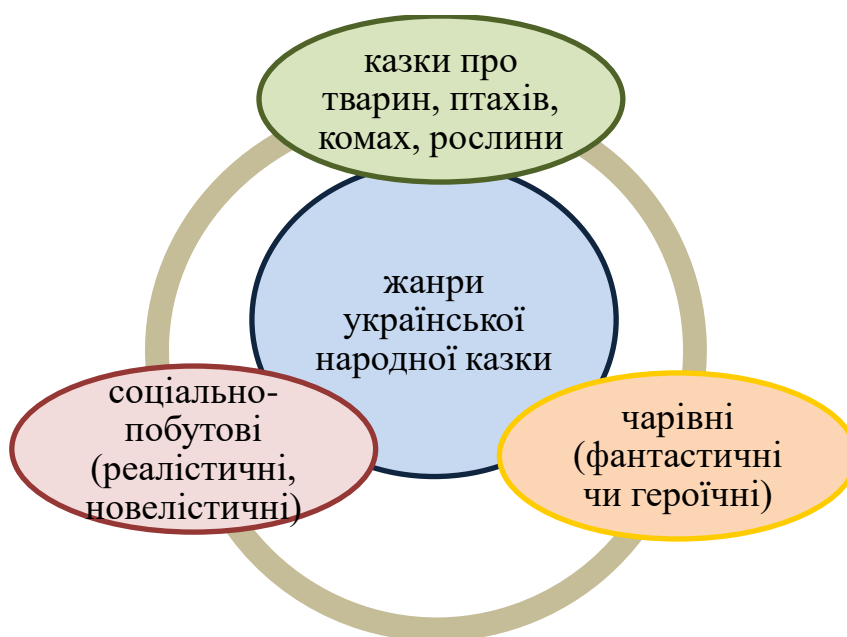 казки про
тварин, птахів,
комах, рослини
жанри
української
народної казки
соціально-
побутові
(реалістичні,
новелістичні)
чарівні
(фантастичні
чи героїчні)